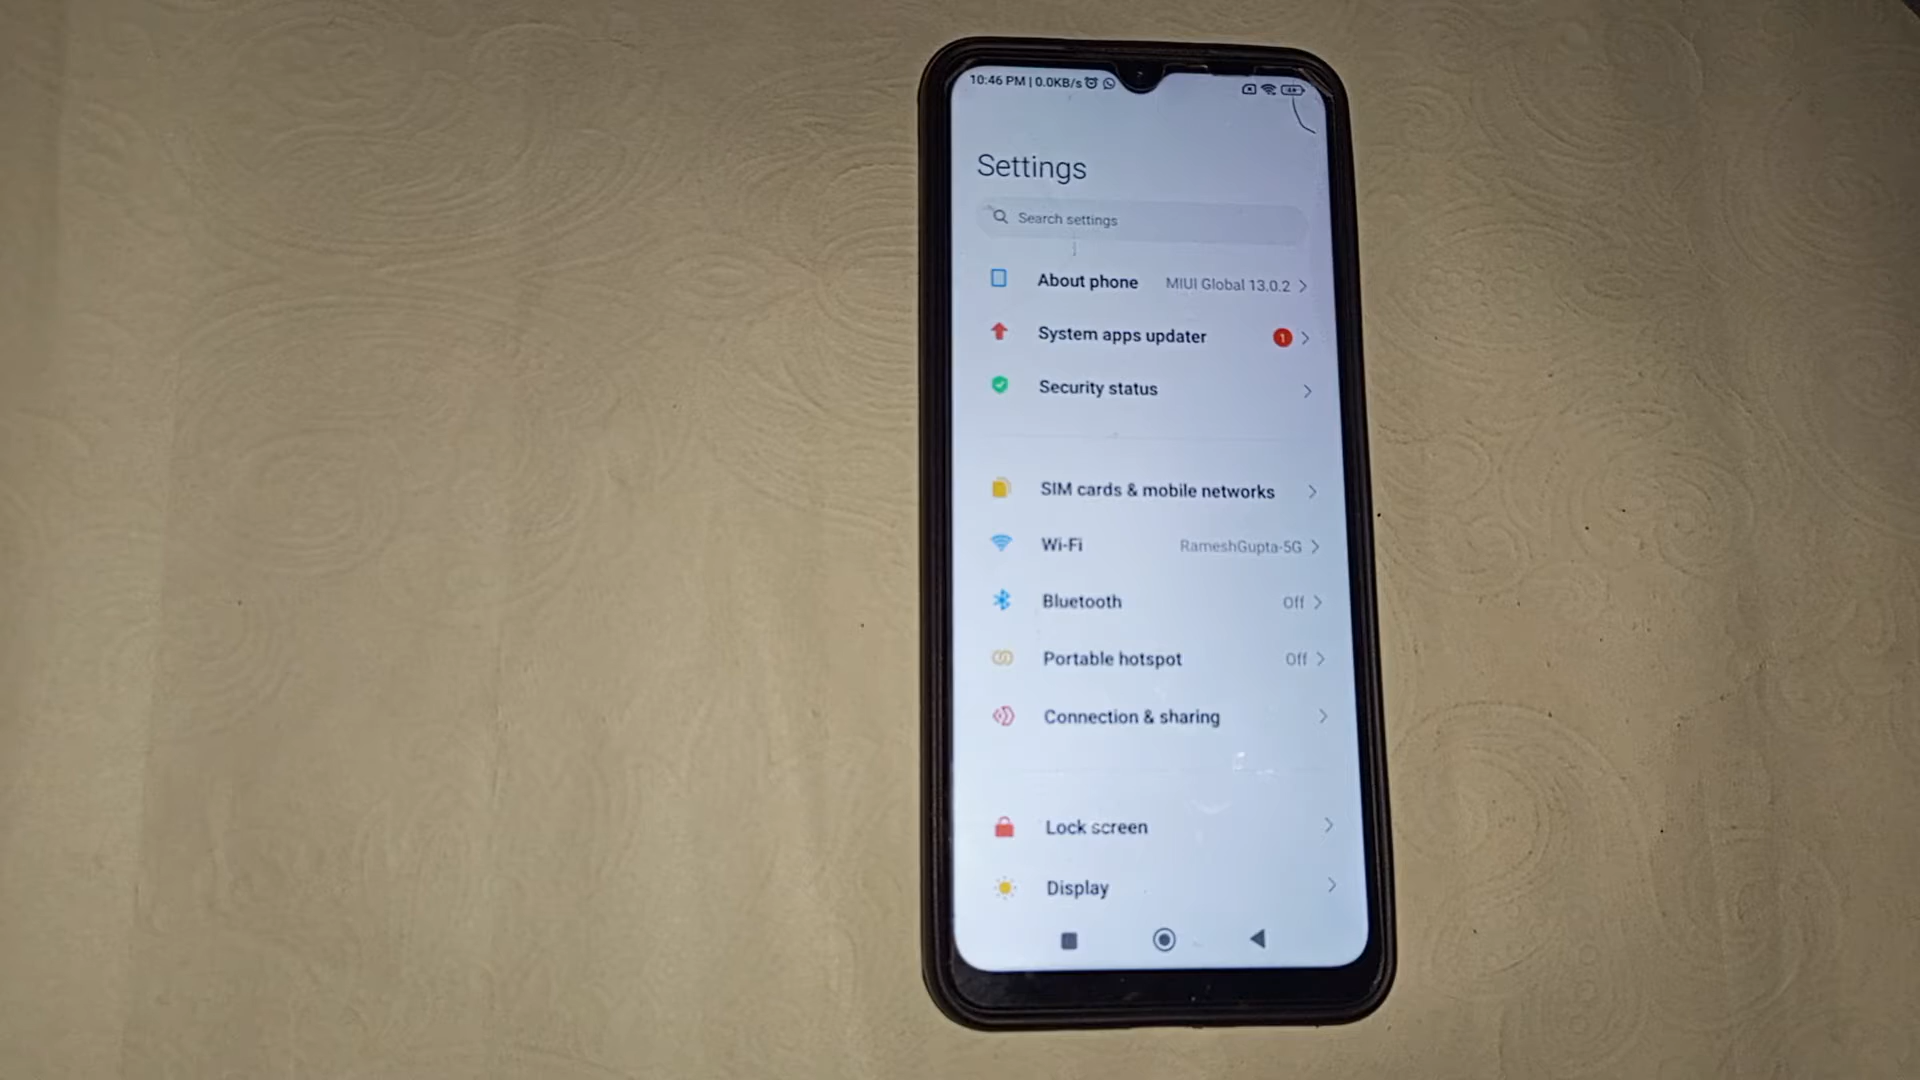 10:46 PM | 0.0KB/s
Settings
Search settings
About phone MIUI Global 13.0.2
System apps updater 1
Security status
SIM cards & mobile networks
Wi-Fi RameshGupta-5G
Bluetooth Off
Portable hotspot Off
Connection & sharing
Lock screen
Display